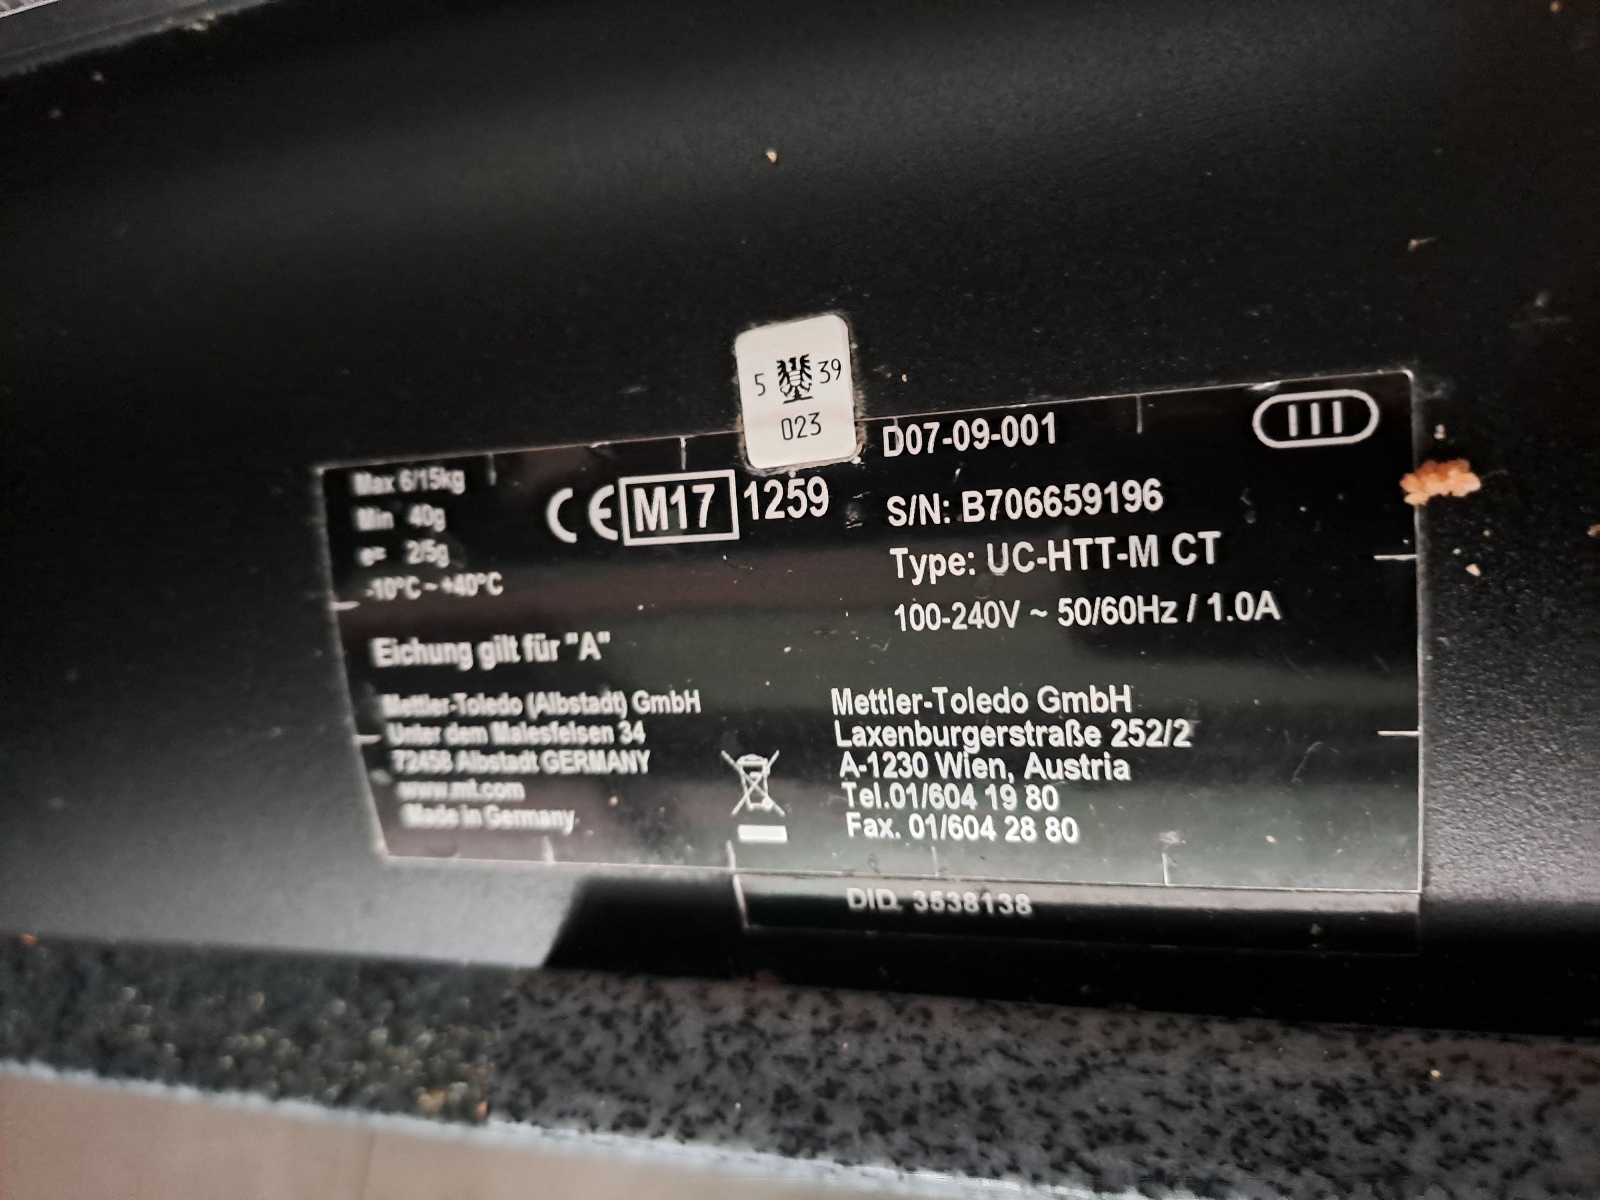 5 39
023
D07-09-001
III
Max 6/15kg
Min 40g
e= 2/5g
-10°C ~ +40°C
CE M17 1259
S/N: B706659196
Type: UC-HTT-M CT
100-240V ~ 50/60Hz / 1.0A
Eichung gilt für "A"
Mettler-Toledo (Albstadt) GmbH
Unter dem Malesfelsen 34
72458 Albstadt GERMANY
www.mt.com
Made in Germany
Mettler-Toledo GmbH
Laxenburgerstraße 252/2
A-1230 Wien, Austria
Tel.01/604 19 80
Fax. 01/604 28 80
DID 3538138